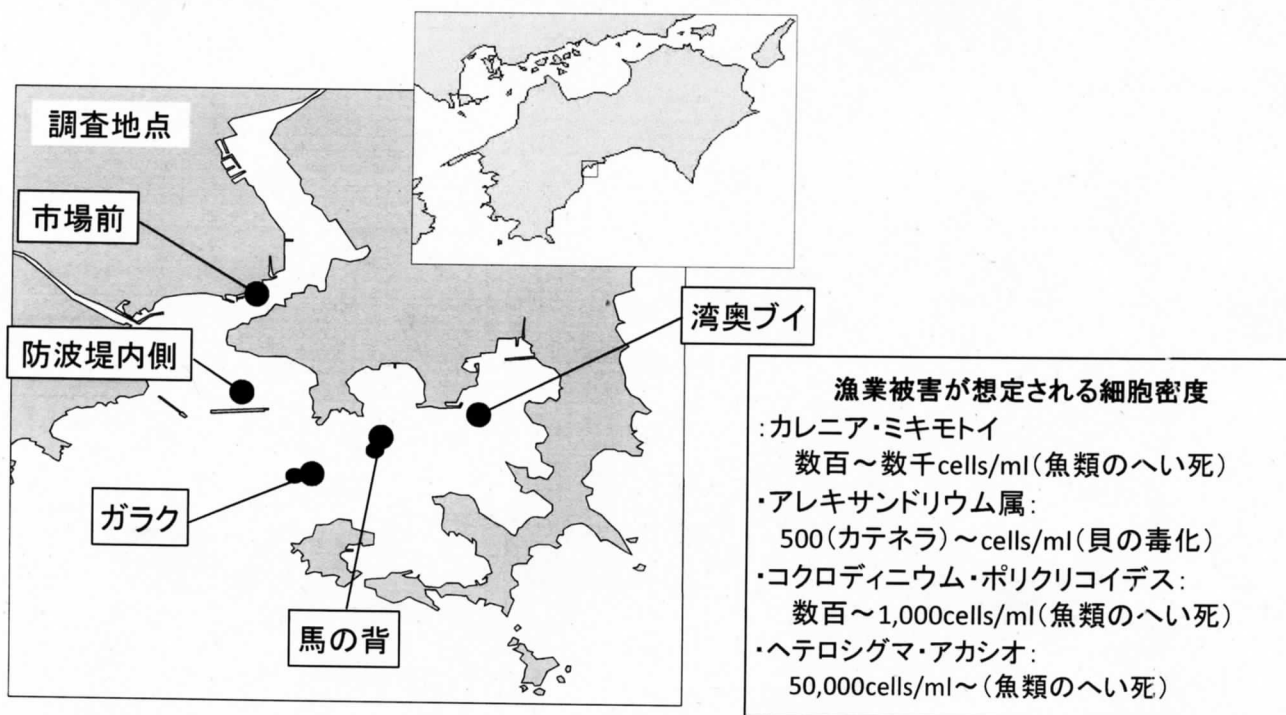 調査地点
市場前
湾奥ブイ
防波堤内側
ガラク
馬の背
漁業被害が想定される細胞密度
:カレニア・ミキモトイ
数百～数千cells/ml(魚類のへい死)
・アレキサンドリウム属:
500(カテネラ)～cells/ml(貝の毒化)
・コクロディニウム・ポリクリコイデス:
数百～1,000cells/ml(魚類のへい死)
・ヘテロシグマ・アカシオ:
50,000cells/ml～(魚類のへい死)